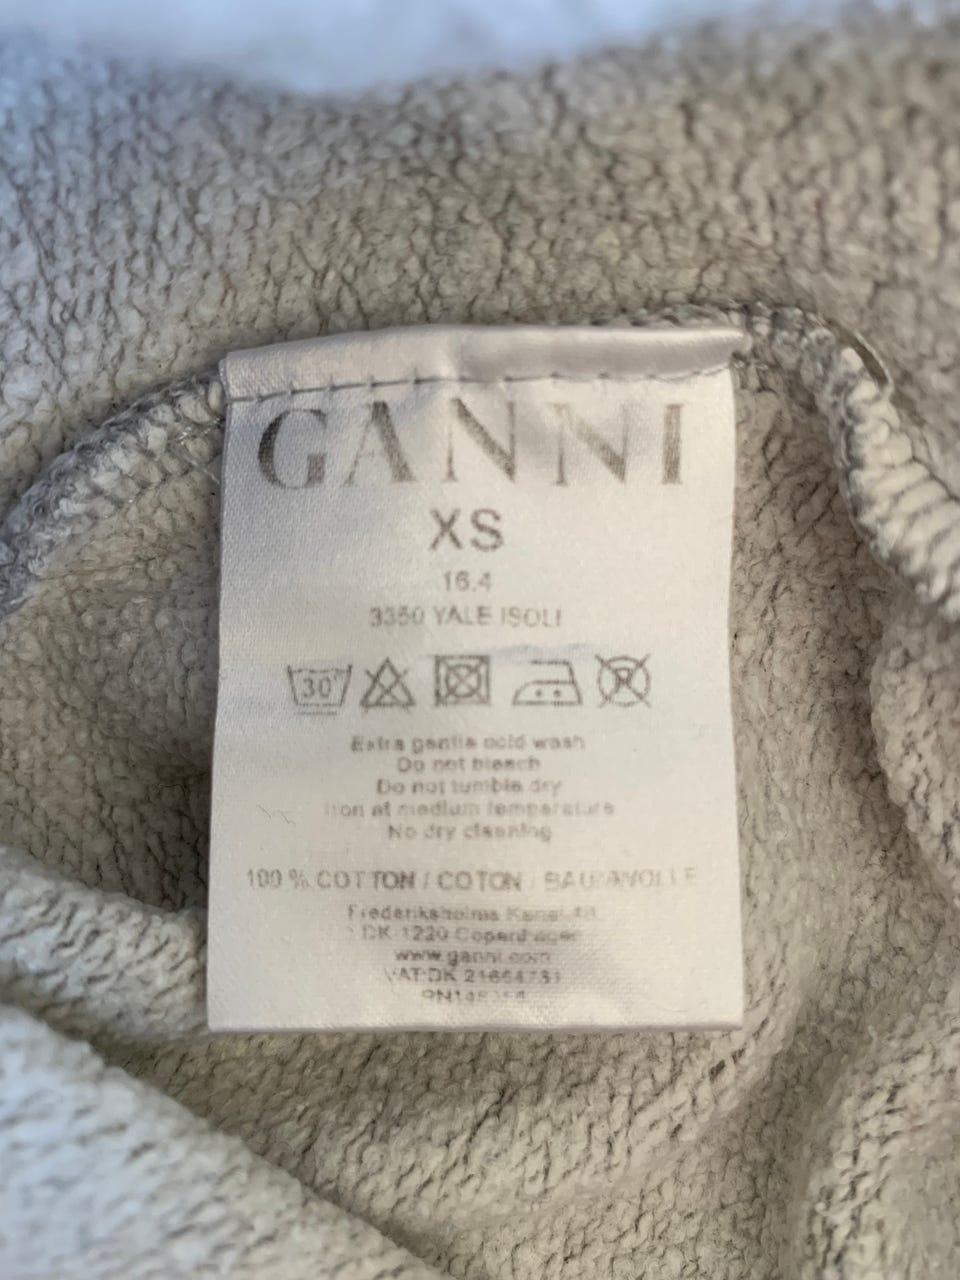 GANNI
XS
16.4
3350 YALE ISOLI
30°
Extra gentle cold wash
Do not bleach
Do not tumble dry
Iron at medium temperature
No dry cleaning
100 % COTTON / COTON / BAUMWOLLE
Frederiksholms Kanal
DK-1220 Copenhagen
www.ganni.com
VAT:DK